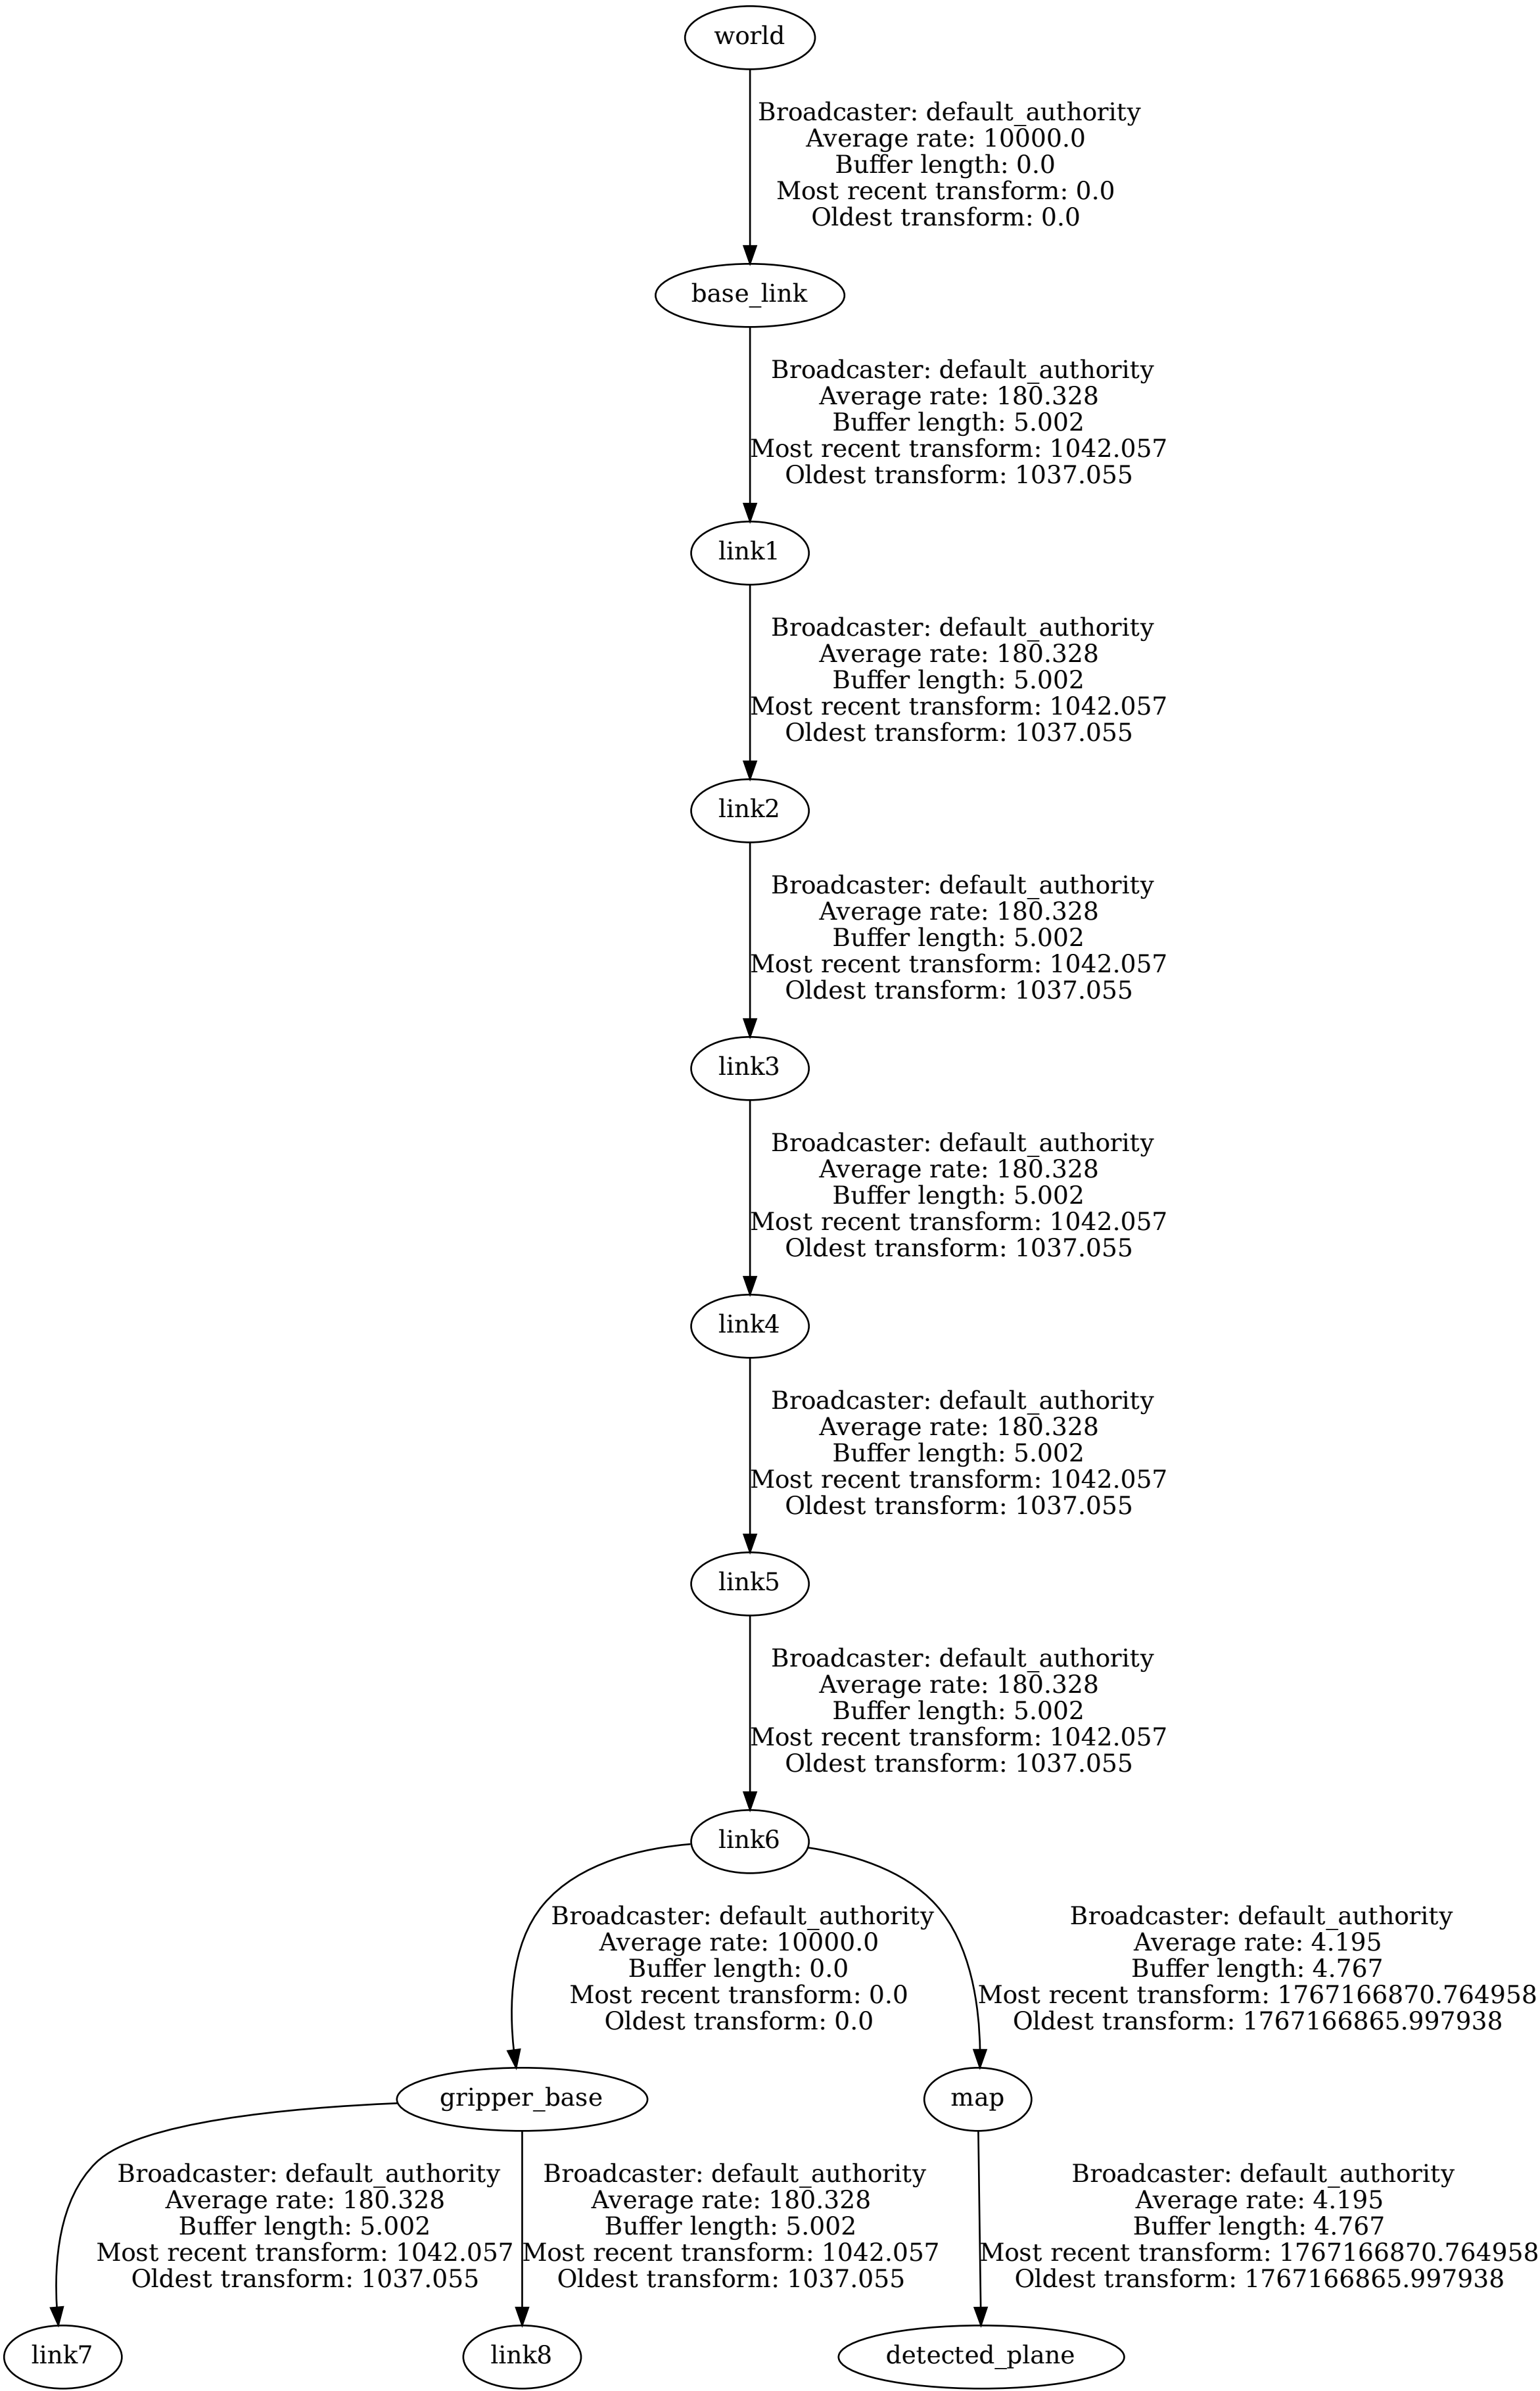 world
Broadcaster: default_authority
Average rate: 10000.0
Buffer length: 0.0
Most recent transform: 0.0
Oldest transform: 0.0
base_link
Broadcaster: default_authority
Average rate: 180.328
Buffer length: 5.002
Most recent transform: 1042.057
Oldest transform: 1037.055
link1
Broadcaster: default_authority
Average rate: 180.328
Buffer length: 5.002
Most recent transform: 1042.057
Oldest transform: 1037.055
link2
Broadcaster: default_authority
Average rate: 180.328
Buffer length: 5.002
Most recent transform: 1042.057
Oldest transform: 1037.055
link3
Broadcaster: default_authority
Average rate: 180.328
Buffer length: 5.002
Most recent transform: 1042.057
Oldest transform: 1037.055
link4
Broadcaster: default_authority
Average rate: 180.328
Buffer length: 5.002
Most recent transform: 1042.057
Oldest transform: 1037.055
link5
Broadcaster: default_authority
Average rate: 180.328
Buffer length: 5.002
Most recent transform: 1042.057
Oldest transform: 1037.055
link6
Broadcaster: default_authority
Average rate: 10000.0
Buffer length: 0.0
Most recent transform: 0.0
Oldest transform: 0.0
Broadcaster: default_authority
Average rate: 4.195
Buffer length: 4.767
Most recent transform: 1767166870.764958
Oldest transform: 1767166865.997938
gripper_base
map
Broadcaster: default_authority
Average rate: 180.328
Buffer length: 5.002
Most recent transform: 1042.057
Oldest transform: 1037.055
Broadcaster: default_authority
Average rate: 180.328
Buffer length: 5.002
Most recent transform: 1042.057
Oldest transform: 1037.055
Broadcaster: default_authority
Average rate: 4.195
Buffer length: 4.767
Most recent transform: 1767166870.764958
Oldest transform: 1767166865.997938
link7
link8
detected_plane